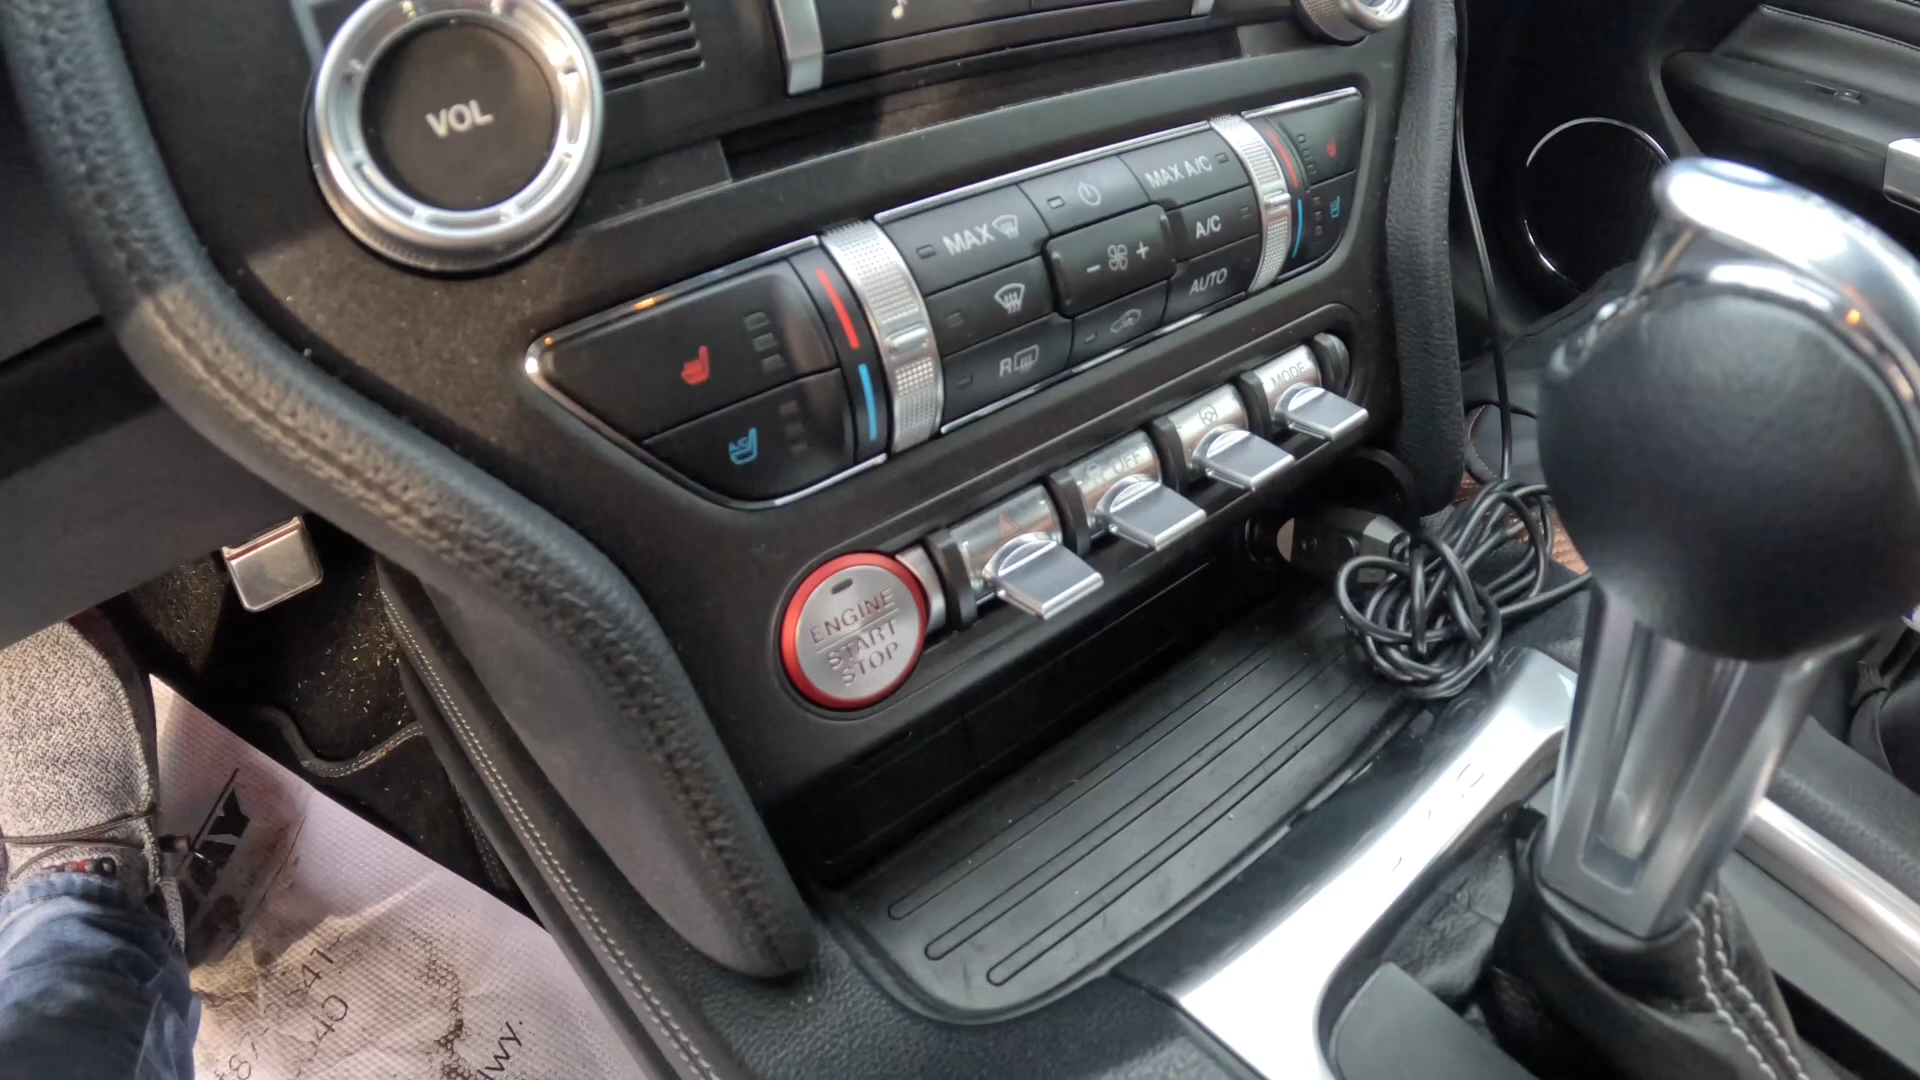 VOL
MAX
MAX A/C
A/C
AUTO
R
MODE
OFF
ENGINE
START
STOP